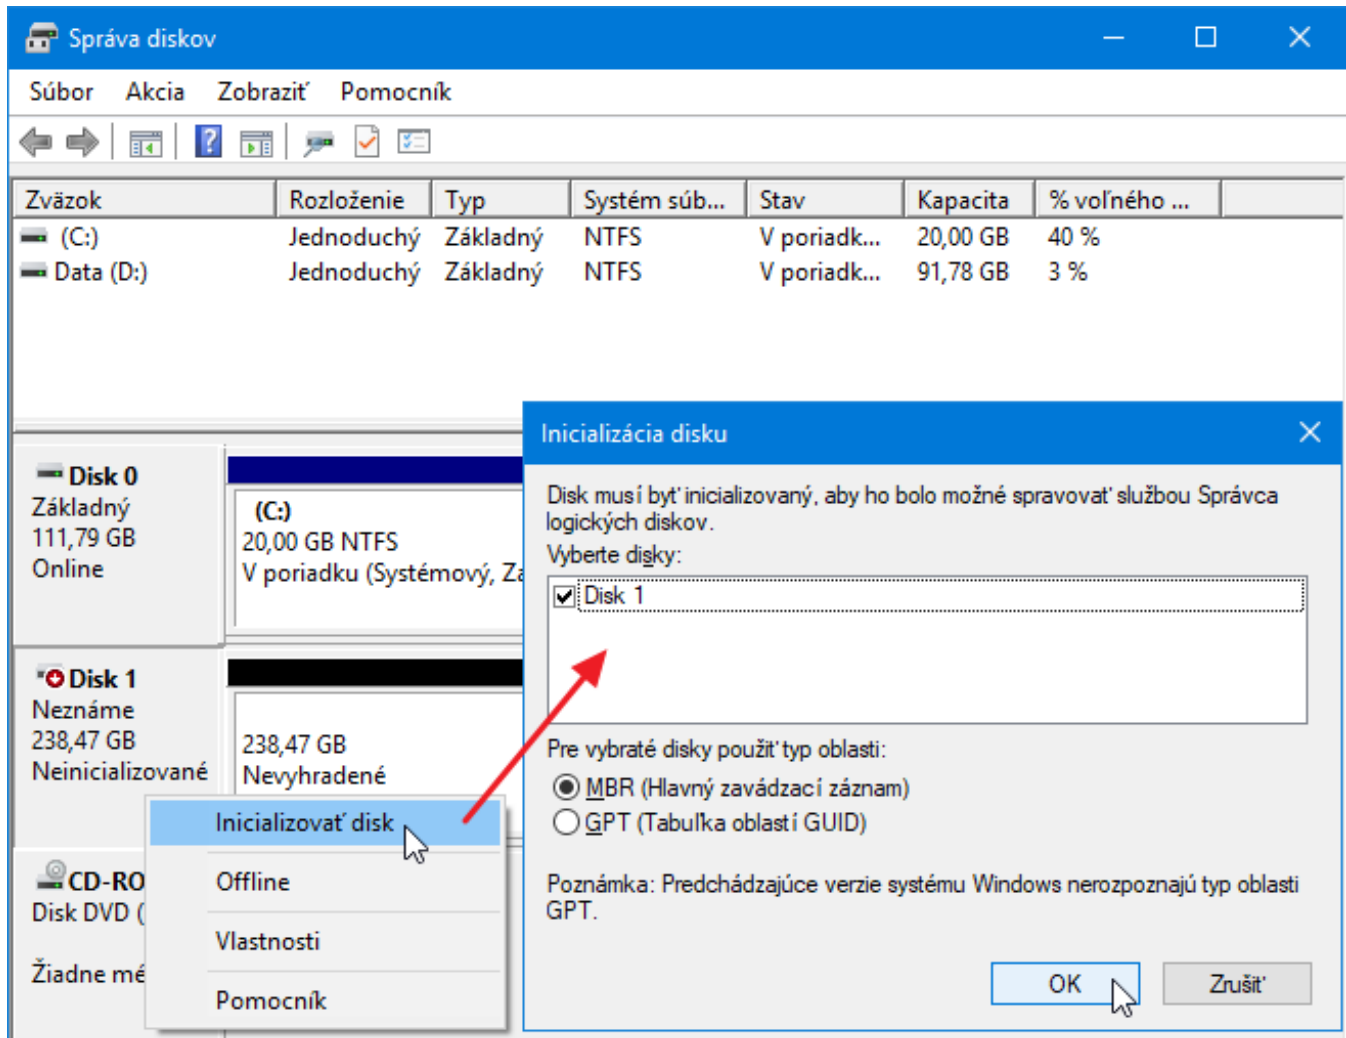 Správa diskov
Súbor Akcia Zobraziť Pomocník
Zväzok Rozloženie Typ Systém súb... Stav Kapacita % voľného ...
(C:) Jednoduchý Základný NTFS V poriadk... 20,00 GB 40 %
Data (D:) Jednoduchý Základný NTFS V poriadk... 91,78 GB 3 %
Disk 0
Základný
111,79 GB
Online
(C:)
20,00 GB NTFS
V poriadku (Systémový, Zá
Disk 1
Neznáme
238,47 GB
Neinicializované
238,47 GB
Nevyhradené
Inicializovať disk
Offline
Vlastnosti
Pomocník
CD-RO
Disk DVD (
Žiadne mé
Inicializácia disku
Disk musí byť inicializovaný, aby ho bolo možné spravovať službou Správca
logických diskov.
Vyberte disky:
Disk 1
Pre vybraté disky použiť typ oblasti:
MBR (Hlavný zavádzací záznam)
GPT (Tabuľka oblastí GUID)
Poznámka: Predchádzajúce verzie systému Windows nerozpoznajú typ oblasti
GPT.
OK Zrušiť